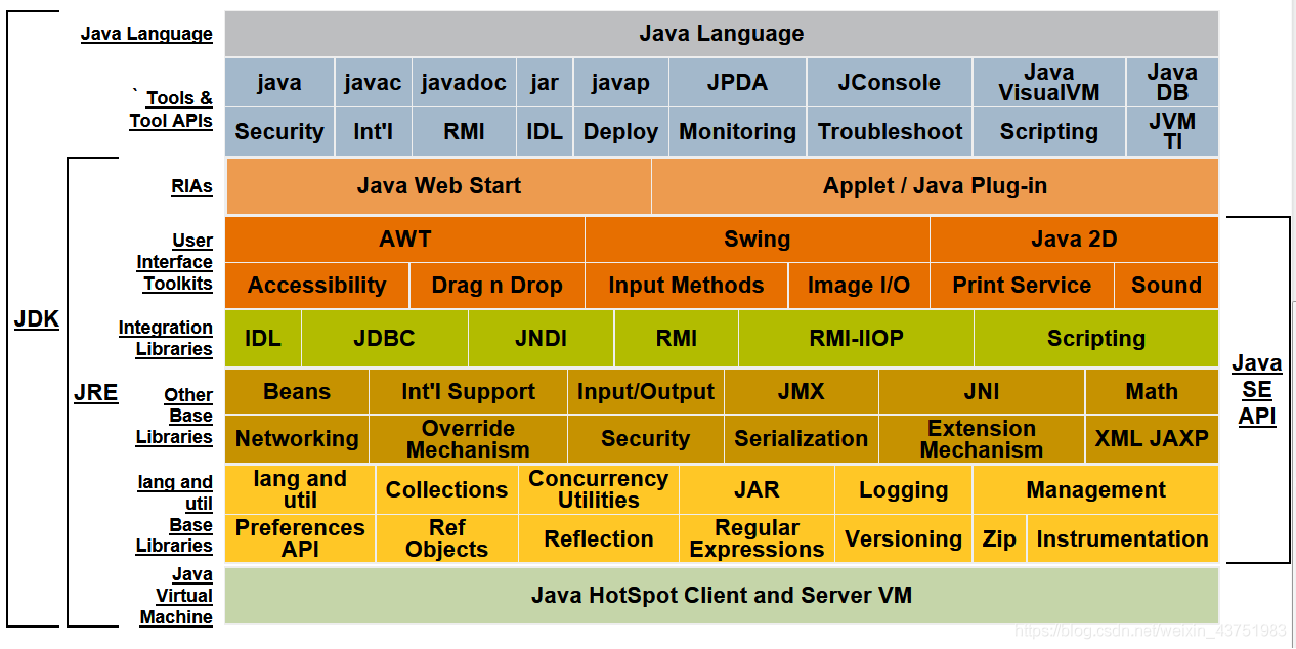 Java Language
Java Language
` Tools &
Tool APIs
java
javac
javadoc
jar
javap
JPDA
JConsole
Java
VisualVM
Java
DB
Security
Int'l
RMI
IDL
Deploy
Monitoring
Troubleshoot
Scripting
JVM
TI
RIAs
Java Web Start
Applet / Java Plug-in
User
Interface
Toolkits
AWT
Swing
Java 2D
Accessibility
Drag n Drop
Input Methods
Image I/O
Print Service
Sound
JDK
Integration
Libraries
IDL
JDBC
JNDI
RMI
RMI-IIOP
Scripting
Java
SE
API
JRE
Other
Base
Libraries
Beans
Int'l Support
Input/Output
JMX
JNI
Math
Networking
Override
Mechanism
Security
Serialization
Extension
Mechanism
XML JAXP
lang and
util
Base
Libraries
lang and
util
Collections
Concurrency
Utilities
JAR
Logging
Management
Preferences
API
Ref
Objects
Reflection
Regular
Expressions
Versioning
Zip
Instrumentation
Java
Virtual
Machine
Java HotSpot Client and Server VM
https://blog.csdn.net/weixin_43751983